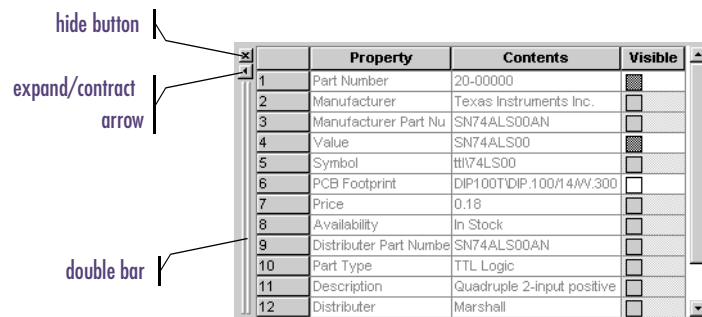 hide button
expand/contract
arrow
double bar
Property Contents Visible
1 Part Number 20-00000
2 Manufacturer Texas Instruments Inc.
3 Manufacturer Part Nu SN74ALS00AN
4 Value SN74ALS00
5 Symbol ttl\74LS00
6 PCB Footprint DIP100T\DIP.100/14/W.300
7 Price 0.18
8 Availability In Stock
9 Distributer Part Numbe SN74ALS00AN
10 Part Type TTL Logic
11 Description Quadruple 2-input positive
12 Distributer Marshall